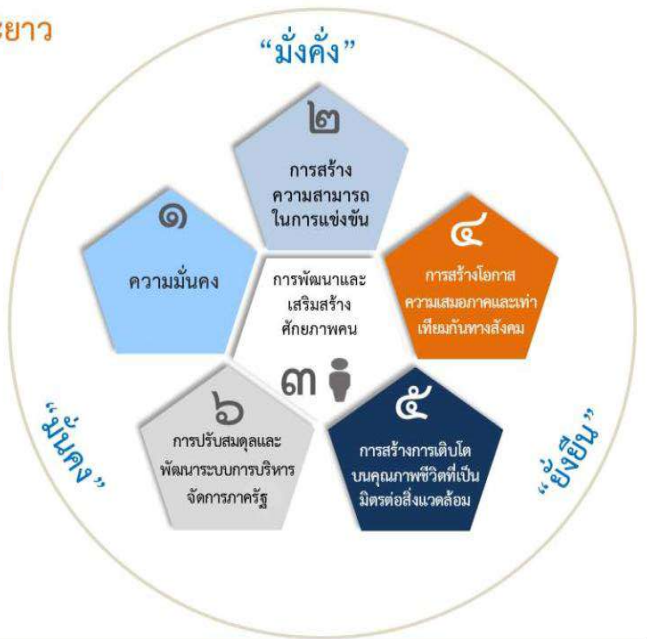 ะยาว
“มั่งคั่ง”
๒
การสร้าง
ความสามารถ
ในการแข่งขัน
๑
ความมั่นคง
๔
การสร้างโอกาส
ความเสมอภาคและเท่า
เทียมกันทางสังคม
การพัฒนาและ
เสริมสร้าง
ศักยภาพคน
๓
๖
การปรับสมดุลและ
พัฒนาระบบการบริหาร
จัดการภาครัฐ
๕
การสร้างการเติบโต
บนคุณภาพชีวิตที่เป็น
มิตรต่อสิ่งแวดล้อม
“มั่นคง”
“ยั่งยืน”